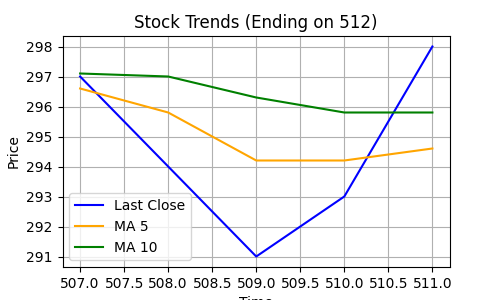 Stock Trends (Ending on 512)
298
297
296
295
294
293
292
291
Price
Last Close
MA 5
MA 10
507.0 507.5 508.0 508.5 509.0 509.5 510.0 510.5 511.0
Time